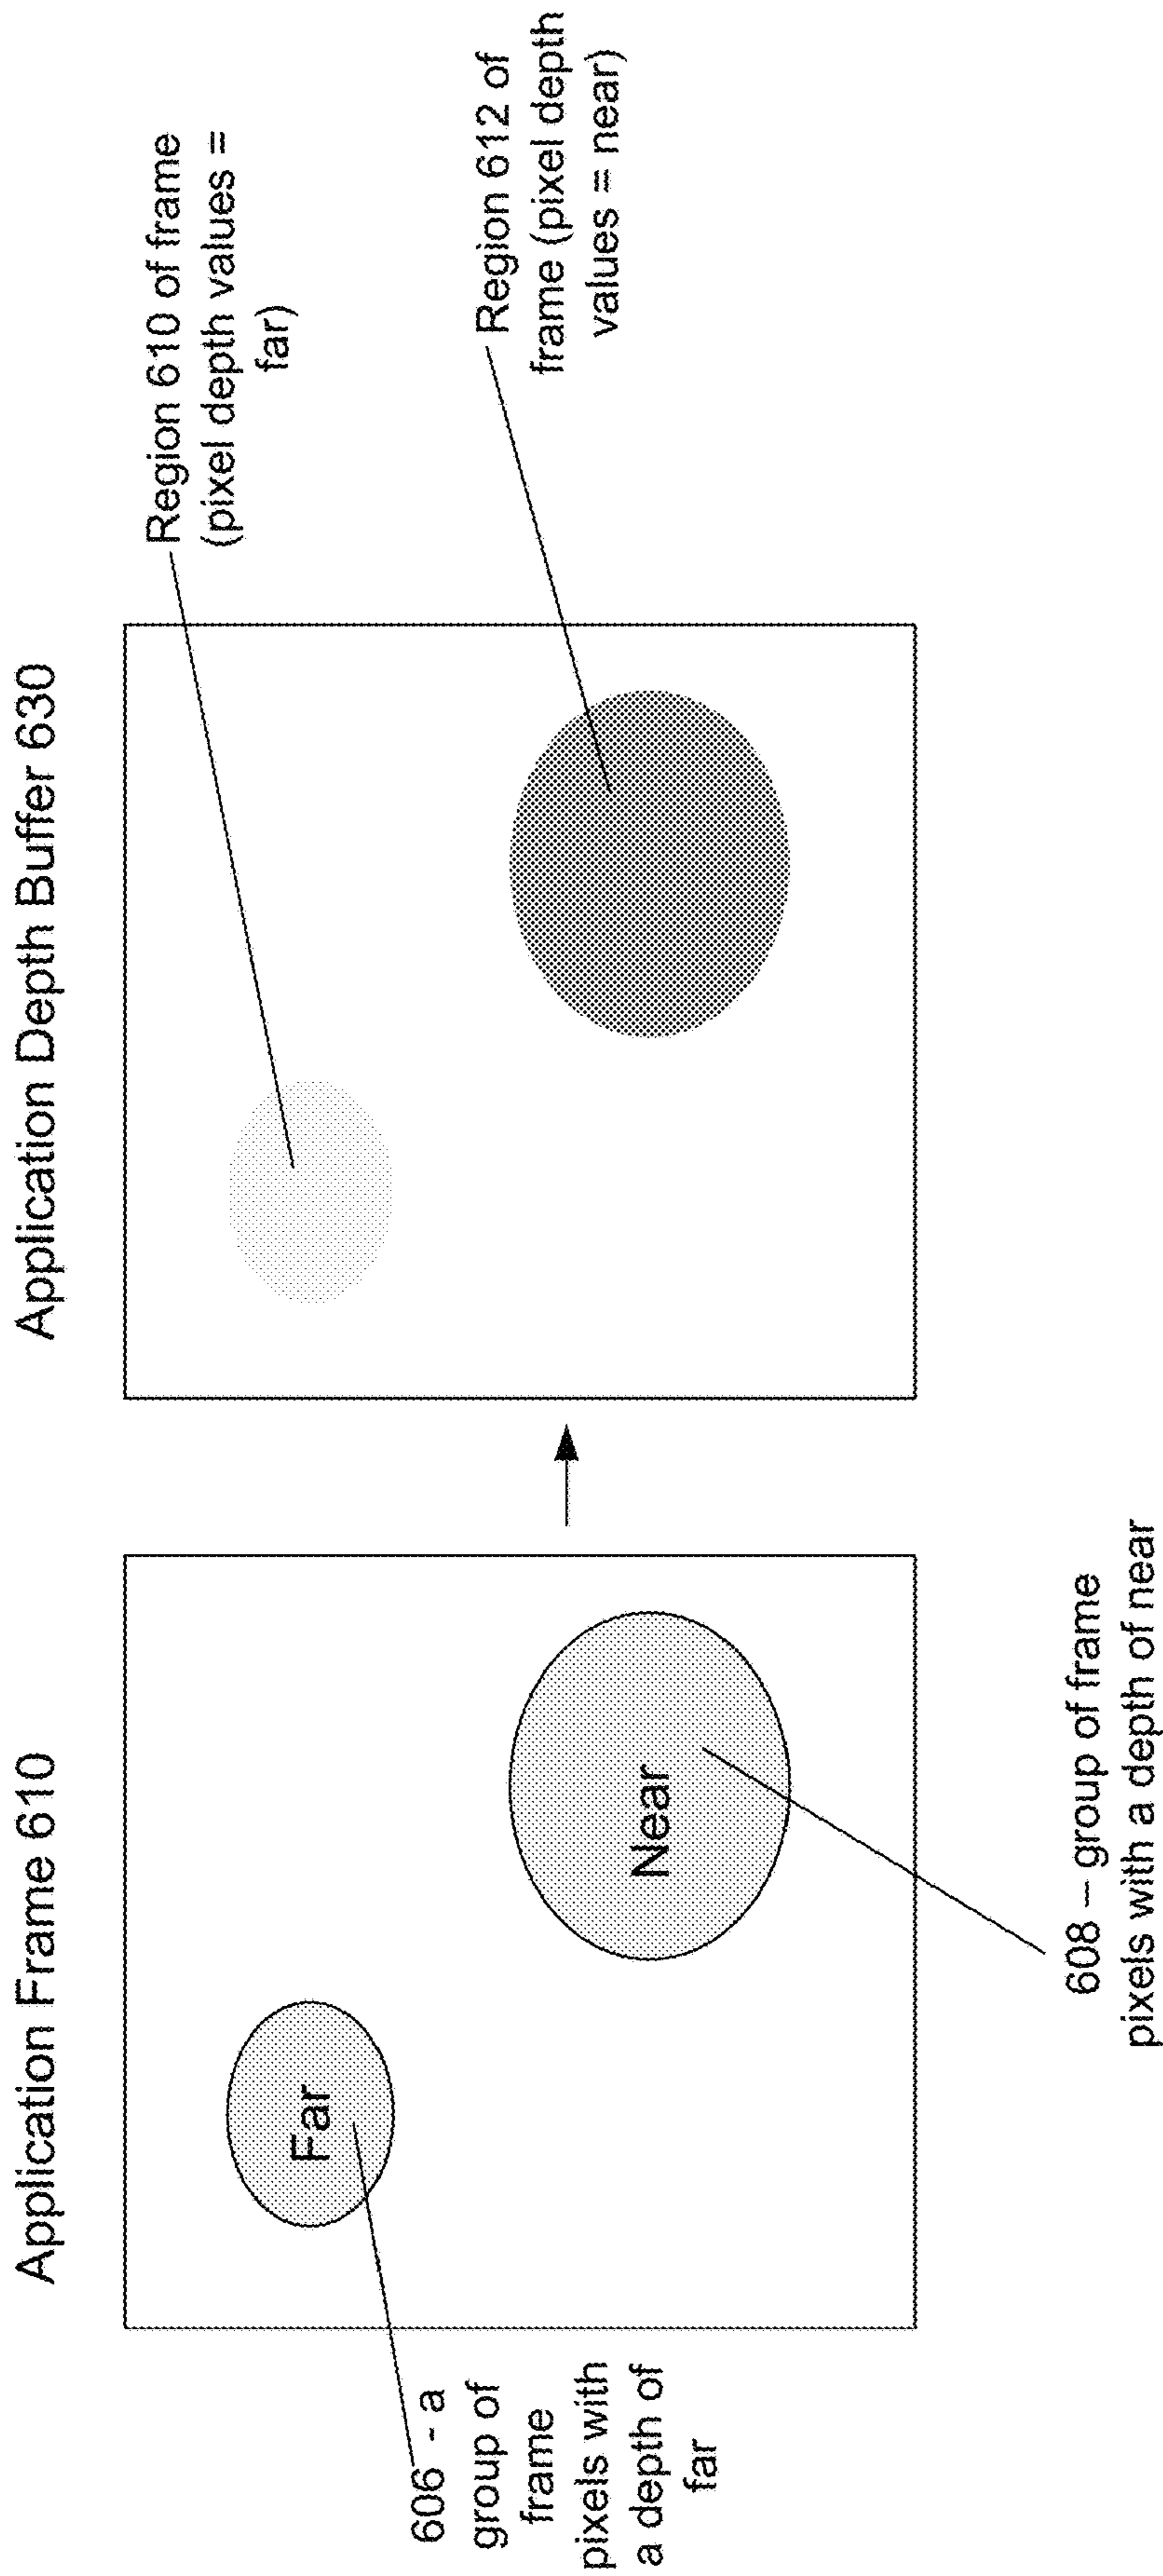 Application Frame 610
Application Depth Buffer 630
606 - a
group of
frame
pixels with
a depth of
far
Far
Near
608 – group of frame
pixels with a depth of near
Region 610 of frame
(pixel depth values =
far)
Region 612 of
frame (pixel depth
values = near)